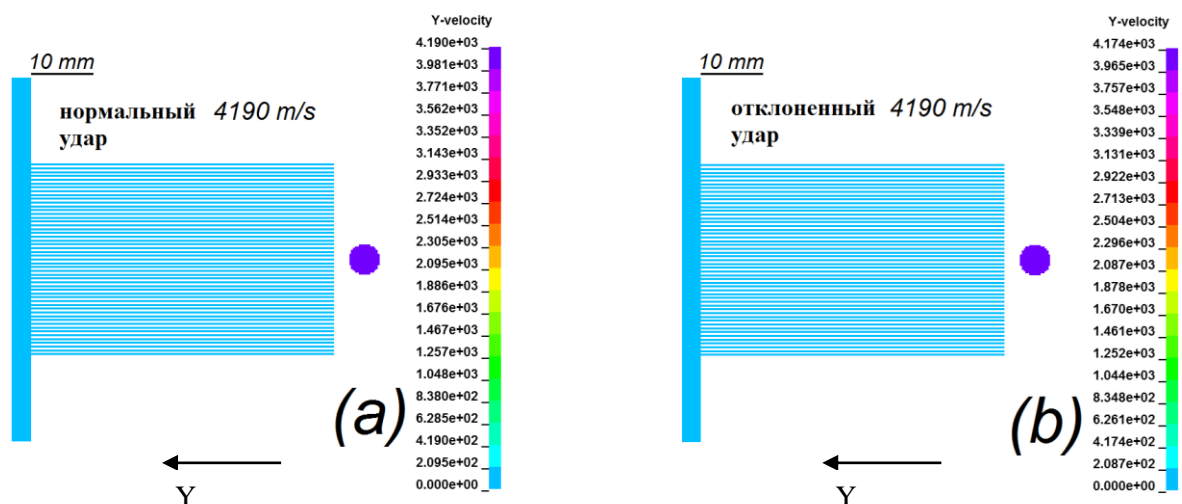 Y-velocity
4.190e+03
3.981e+03
3.771e+03
3.562e+03
3.352e+03
3.143e+03
2.933e+03
2.724e+03
2.514e+03
2.305e+03
2.095e+03
1.886e+03
1.676e+03
1.467e+03
1.257e+03
1.048e+03
8.380e+02
6.285e+02
4.190e+02
2.095e+02
0.000e+00
10 mm
нормальный 4190 m/s
удар
(a)
Y
Y-velocity
4.174e+03
3.965e+03
3.757e+03
3.548e+03
3.339e+03
3.131e+03
2.922e+03
2.713e+03
2.504e+03
2.296e+03
2.087e+03
1.878e+03
1.670e+03
1.461e+03
1.252e+03
1.044e+03
8.348e+02
6.261e+02
4.174e+02
2.087e+02
0.000e+00
10 mm
отклоненный 4190 m/s
удар
(b)
Y